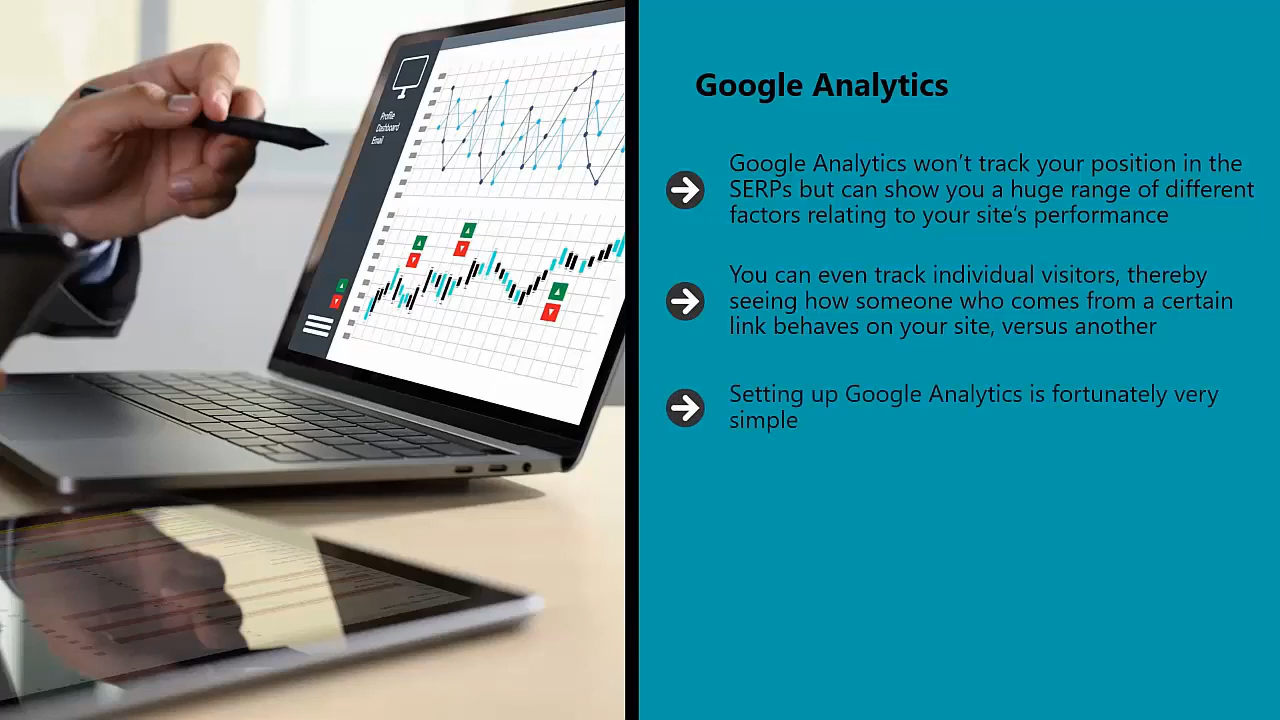 Google Analytics
Google Analytics won't track your position in the
SERPs but can show you a huge range of different
factors relating to your site's performance
You can even track individual visitors, thereby
seeing how someone who comes from a certain
link behaves on your site, versus another
Setting up Google Analytics is fortunately very
simple
Profile
Dashboard
Email